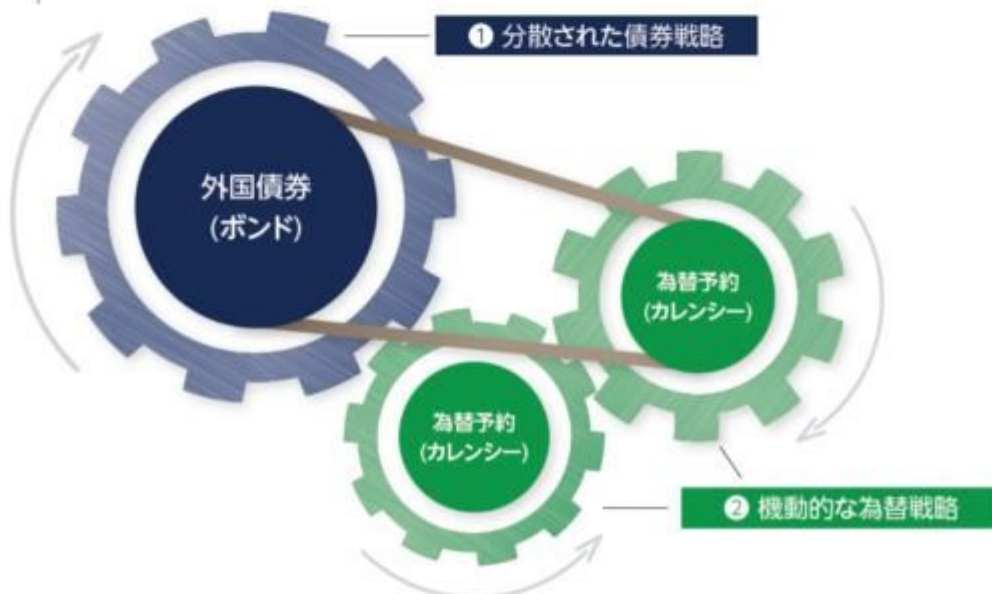 ❶ 分散された債券戦略
外国債券
(ボンド)
為替予約
(カレンシー)
為替予約
(カレンシー)
❷ 機動的な為替戦略